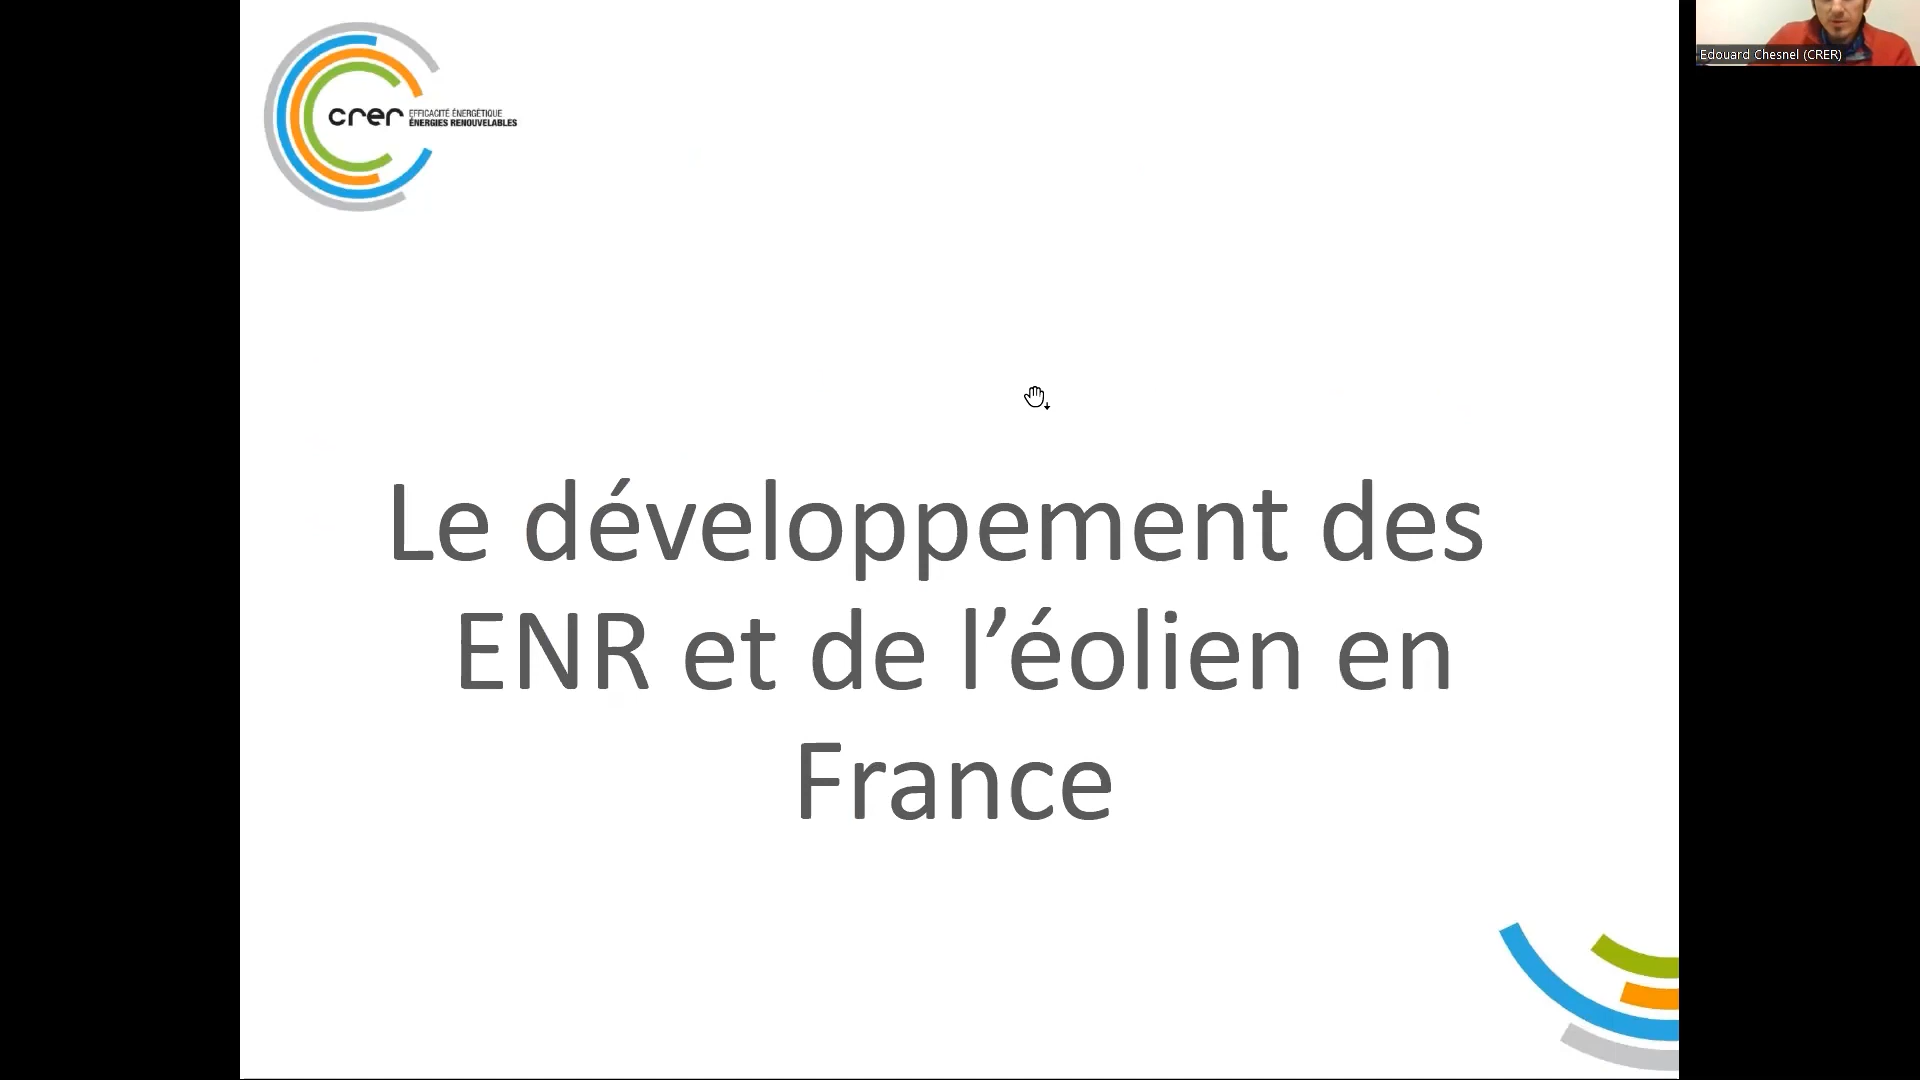 crer
EFFICACITÉ ÉNERGÉTIQUE
ÉNERGIES RENOUVELABLES
Edouard Chesnel (CRER)
Le développement des
ENR et de l’éolien en
France